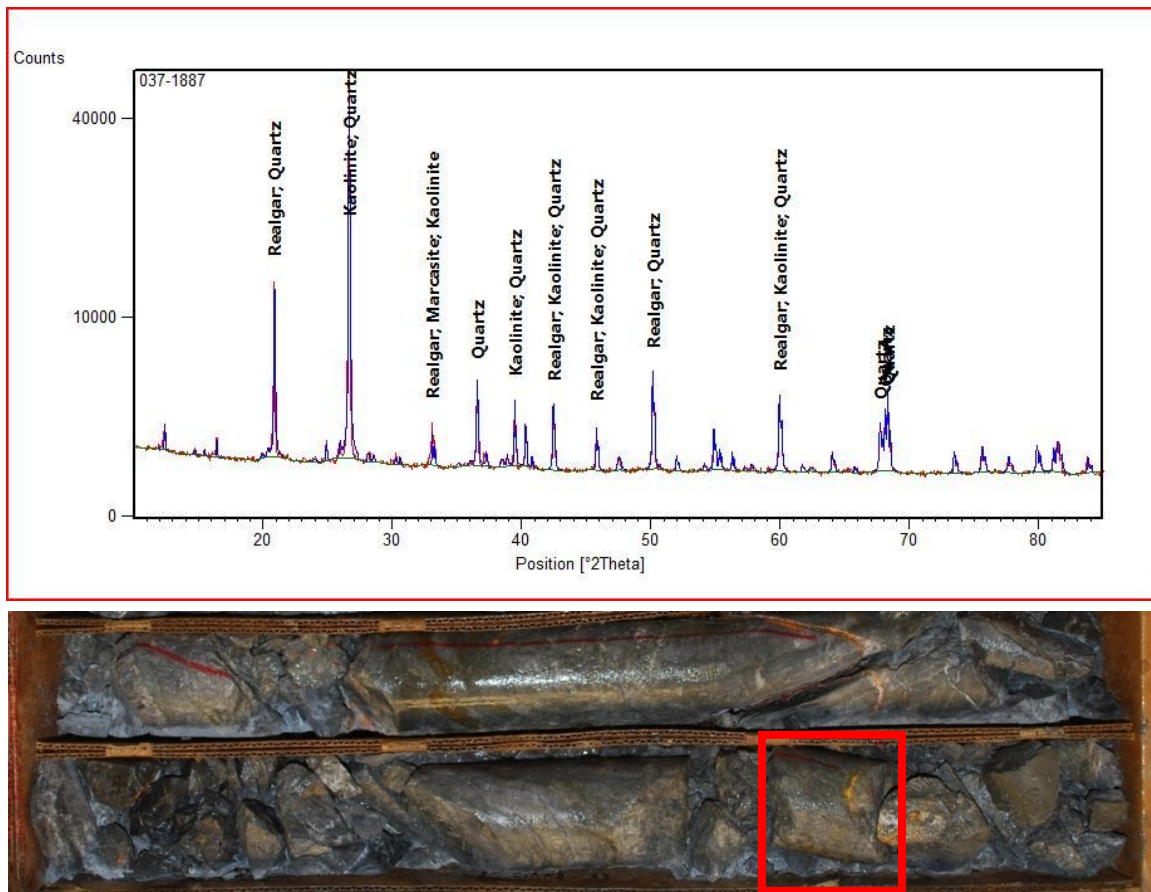 Counts
037-1887
40000
10000
0
Realgar; Quartz
Kaolinite; Quartz
Realgar; Marcasite; Kaolinite
Quartz
Kaolinite; Quartz
Realgar; Kaolinite; Quartz
Realgar; Kaolinite; Quartz
Realgar; Quartz
Realgar; Kaolinite; Quartz
Quartz
Quartz
20 30 40 50 60 70 80
Position [°2Theta]